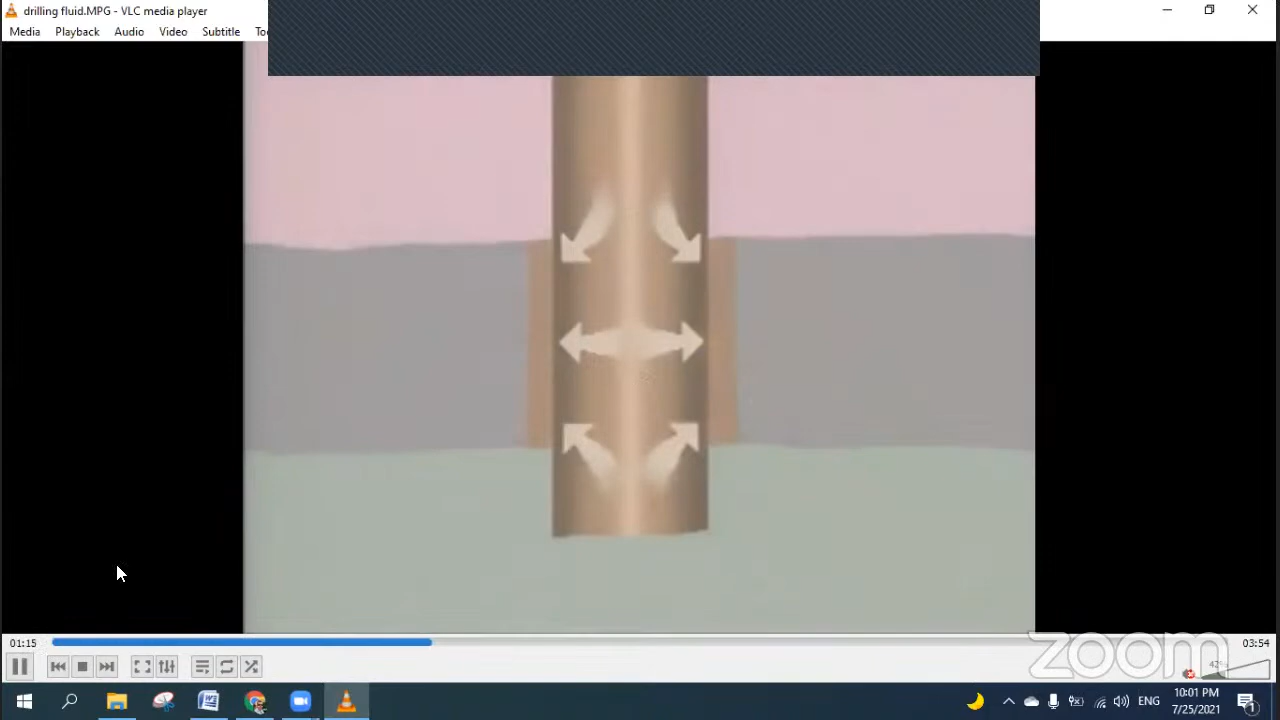 drilling fluid.MPG - VLC media player
Media Playback Audio Video Subtitle
01:15
03:54
zoom
ENG
10:01 PM
7/25/2021
1